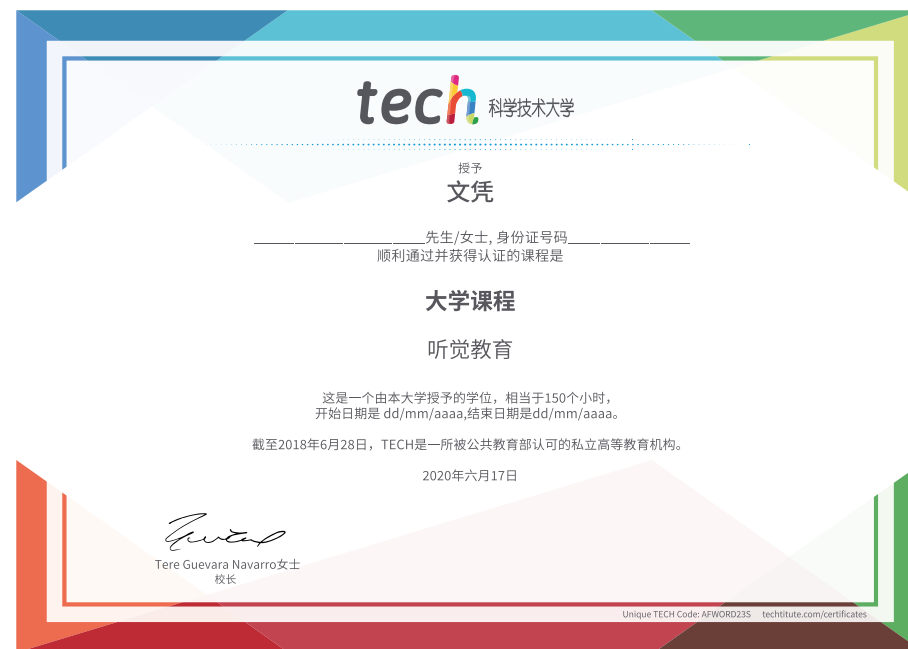 tech 科学技术大学
授予
文凭
______________________先生/女士, 身份证号码_______________
顺利通过并获得认证的课程是
大学课程
听觉教育
这是一个由本大学授予的学位，相当于150个小时，
开始日期是 dd/mm/aaaa,结束日期是dd/mm/aaaa。
截至2018年6月28日，TECH是一所被公共教育部认可的私立高等教育机构。
2020年六月17日
Tere Guevara Navarro女士
校长
Unique TECH Code: AFWORD23S techtitute.com/certificates